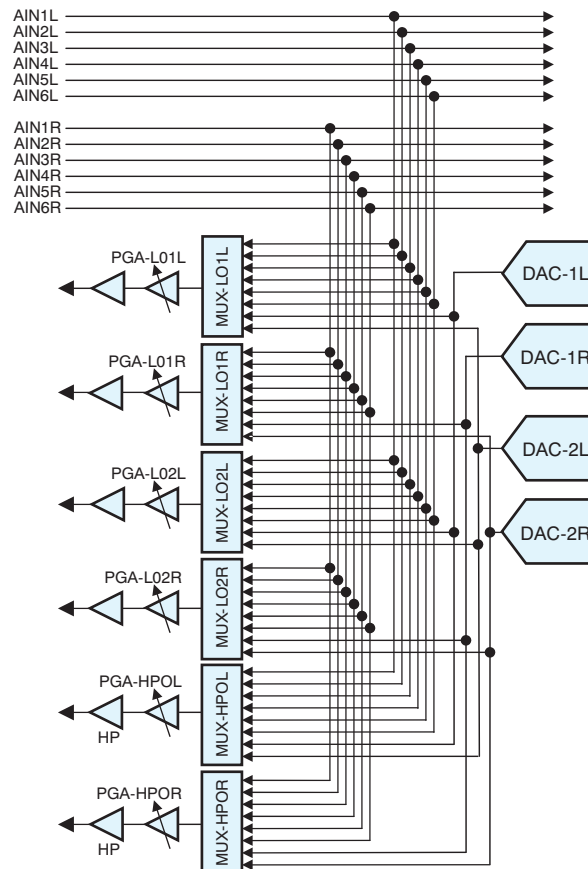 AIN1L
AIN2L
AIN3L
AIN4L
AIN5L
AIN6L
AIN1R
AIN2R
AIN3R
AIN4R
AIN5R
AIN6R
PGA-L01L
MUX-LO1L
DAC-1L
PGA-L01R
MUX-LO1R
DAC-1R
PGA-L02L
MUX-LO2L
DAC-2L
DAC-2R
PGA-L02R
MUX-LO2R
PGA-HPOL
MUX-HPOL
HP
PGA-HPOR
MUX-HPOR
HP